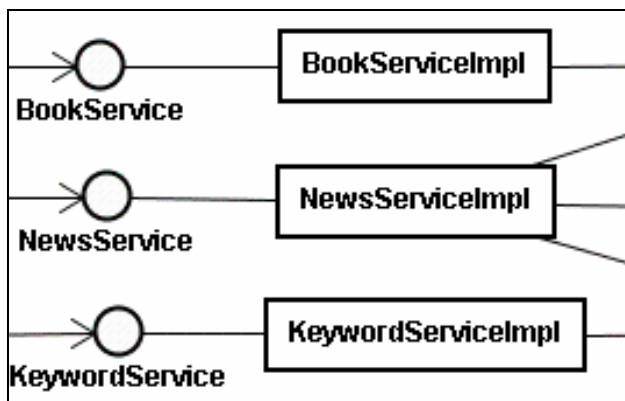 BookServiceImpl
BookService
NewsServiceImpl
NewsService
KeywordServiceImpl
KeywordService